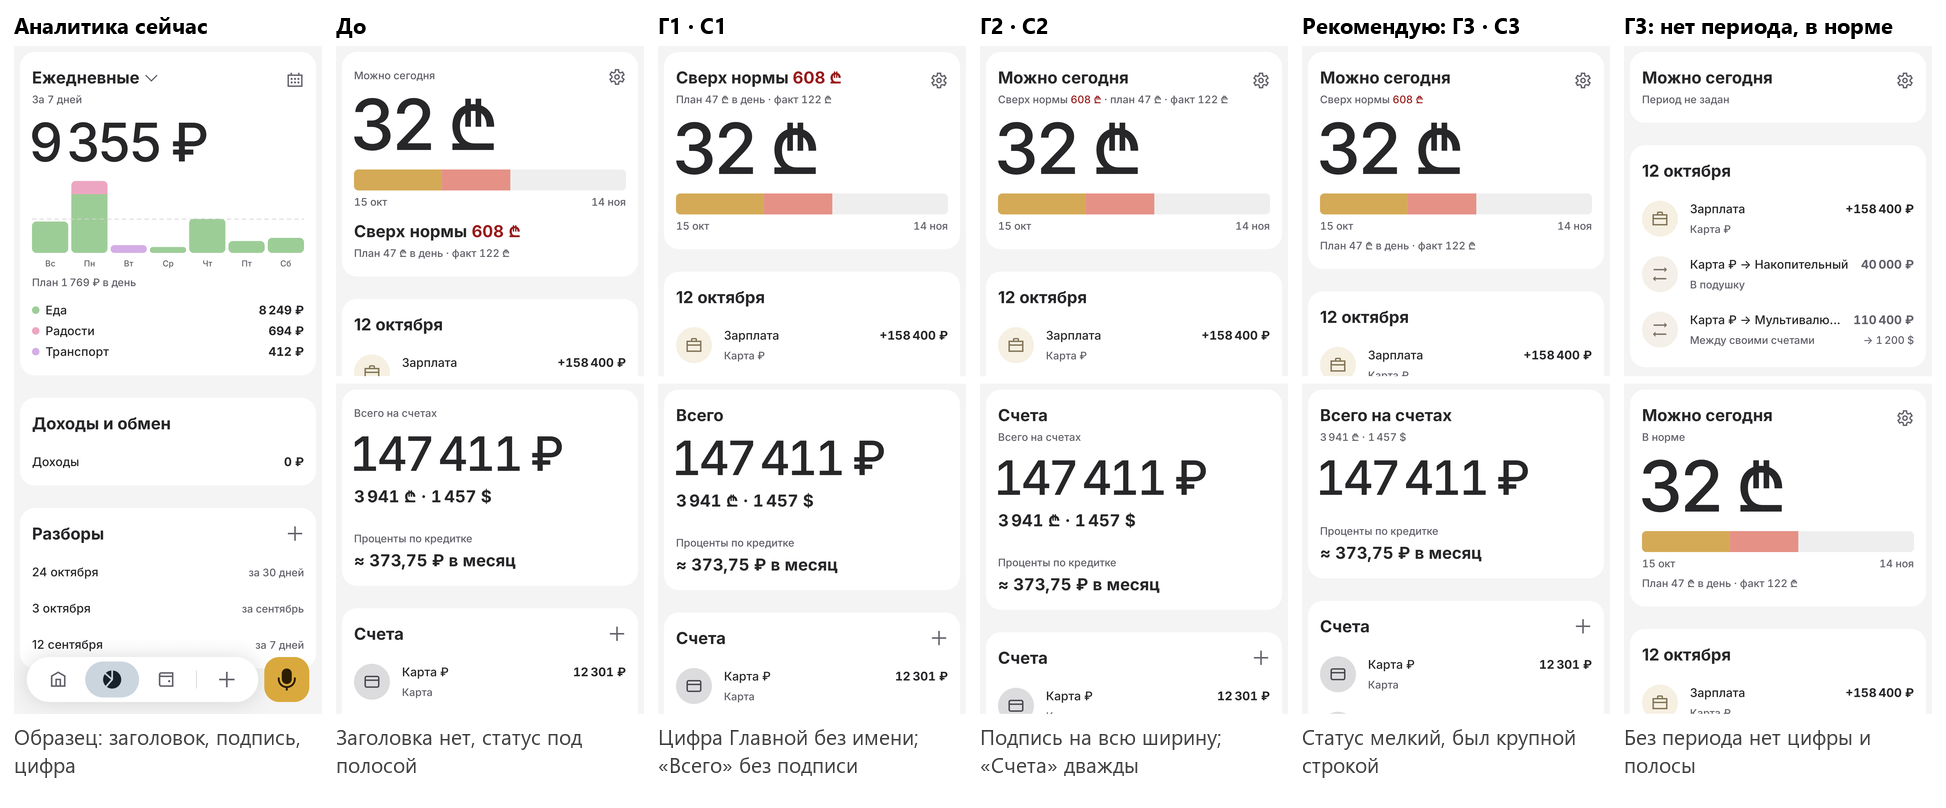 Аналитика сейчас
Ежедневные
За 7 дней
9 355 ₽
Вс Пн Вт Ср Чт Пт Сб
План 1 769 ₽ в день
Еда 8 249 ₽
Радости 694 ₽
Транспорт 412 ₽
Доходы и обмен
Доходы 0 ₽
Разборы
24 октября за 30 дней
3 октября за сентябрь
12 сентября за 7 дней
Образец: заголовок, подпись,
цифра
До
Можно сегодня
32 ₾
15 окт 14 ноя
Сверх нормы 608 ₾
План 47 ₾ в день · факт 122 ₾
12 октября
Зарплата +158 400 ₽
Всего на счетах
147 411 ₽
3 941 ₾ · 1 457 $
Проценты по кредитке
≈ 373,75 ₽ в месяц
Счета
Карта ₽ 12 301 ₽
Карта
Заголовка нет, статус под
полосой
Г1 · С1
Сверх нормы 608 ₾
План 47 ₾ в день · факт 122 ₾
32 ₾
15 окт 14 ноя
12 октября
Зарплата +158 400 ₽
Карта ₽
Всего
147 411 ₽
3 941 ₾ · 1 457 $
Проценты по кредитке
≈ 373,75 ₽ в месяц
Счета
Карта ₽ 12 301 ₽
Карта
Цифра Главной без имени;
«Всего» без подписи
Г2 · С2
Можно сегодня
Сверх нормы 608 ₾ · план 47 ₾ · факт 122 ₾
32 ₾
15 окт 14 ноя
12 октября
Зарплата +158 400 ₽
Карта ₽
Счета
Всего на счетах
147 411 ₽
3 941 ₾ · 1 457 $
Проценты по кредитке
≈ 373,75 ₽ в месяц
Счета
Карта ₽ 12 301 ₽
Подпись на всю ширину;
«Счета» дважды
Рекомендую: Г3 · С3
Можно сегодня
Сверх нормы 608 ₾
32 ₾
15 окт 14 ноя
План 47 ₾ в день · факт 122 ₾
12 октября
Зарплата +158 400 ₽
Карта ₽
Всего на счетах
3 941 ₾ · 1 457 $
147 411 ₽
Проценты по кредитке
≈ 373,75 ₽ в месяц
Счета
Карта ₽ 12 301 ₽
Карта
Статус мелкий, был крупной
строкой
Г3: нет периода, в норме
Можно сегодня
Период не задан
12 октября
Зарплата +158 400 ₽
Карта ₽
Карта ₽ → Накопительный 40 000 ₽
В подушку
Карта ₽ → Мультивалю... 110 400 ₽
Между своими счетами → 1 200 $
Можно сегодня
В норме
32 ₾
15 окт 14 ноя
План 47 ₾ в день · факт 122 ₾
12 октября
Зарплата +158 400 ₽
Карта ₽
Без периода нет цифры и
полосы